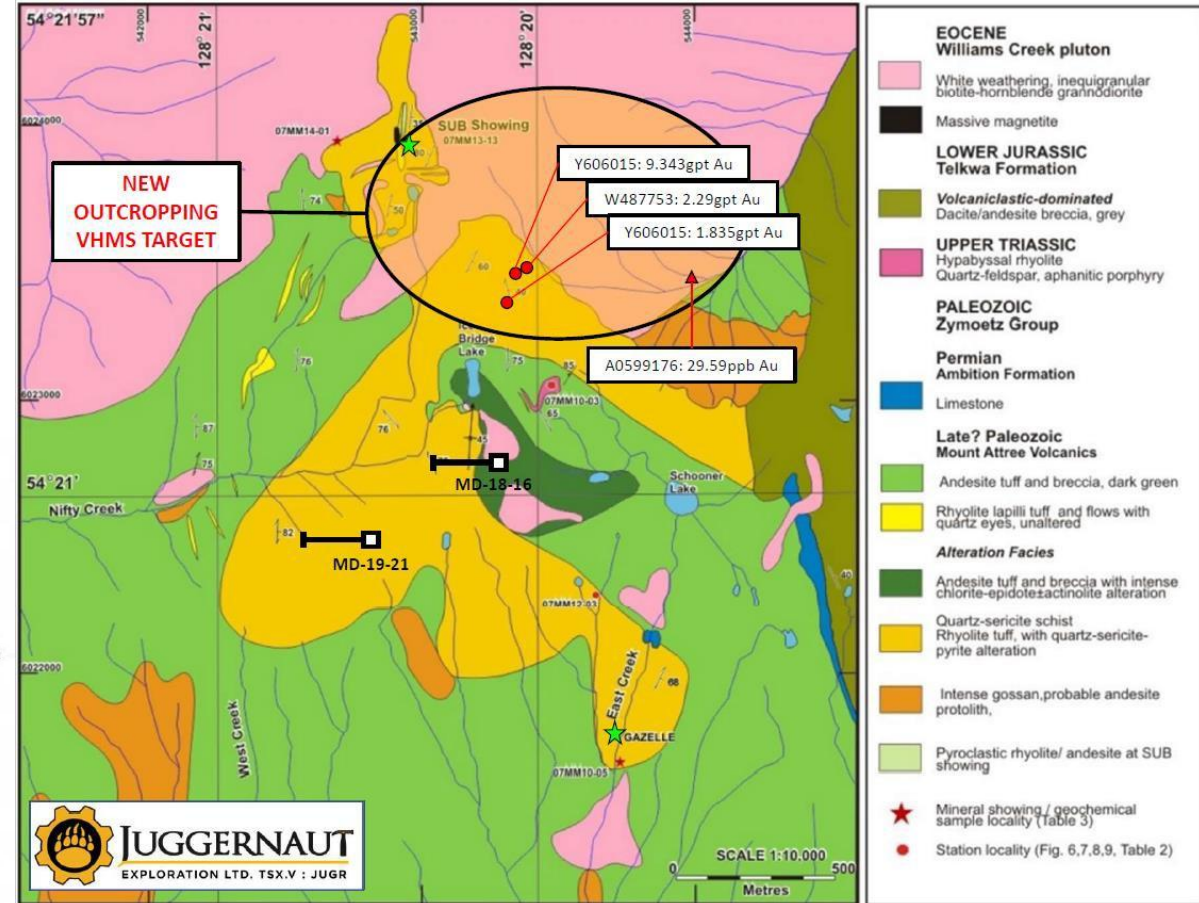 54°21'57"
542000
128° 21'
543000
128° 20'
544000
6024000
07MM14-01
SUB Showing
07MM13-13
NEW
OUTCROPPING
VHMS TARGET
Y606015: 9.343gpt Au
W487753: 2.29gpt Au
Y606015: 1.835gpt Au
74
50
60
Bridge
Lake
75
85
A0599176: 29.59ppb Au
76
07MM10-03
65
6023000
87
76
45
75
MD-18-16
54°21'
Nifty Creek
Schooner
Lake
82
MD-19-21
07MM12-03
40
6022000
East Creek
68
West Creek
GAZELLE
07MM10-05
JUGGERNAUT
EXPLORATION LTD. TSX.V : JUGR
SCALE 1:10.000
0 500
Metres
EOCENE
Williams Creek pluton
White weathering, inequigranular
biotite-hornblende grannodiorite
Massive magnetite
LOWER JURASSIC
Telkwa Formation
Volcaniclastic-dominated
Dacite/andesite breccia, grey
UPPER TRIASSIC
Hypabyssal rhyolite
Quartz-feldspar, aphanitic porphyry
PALEOZOIC
Zymoetz Group
Permian
Ambition Formation
Limestone
Late? Paleozoic
Mount Attree Volcanics
Andesite tuff and breccia, dark green
Rhyolite lapilli tuff and flows with
quartz eyes, unaltered
Alteration Facies
Andesite tuff and breccia with intense
chlorite-epidote±actinolite alteration
Quartz-sericite schist
Rhyolite tuff, with quartz-sericite-
pyrite alteration
Intense gossan,probable andesite
protolith,
Pyroclastic rhyolite/ andesite at SUB
showing
Mineral showing / geochemical
sample locality (Table 3)
Station locality (Fig. 6,7,8,9, Table 2)